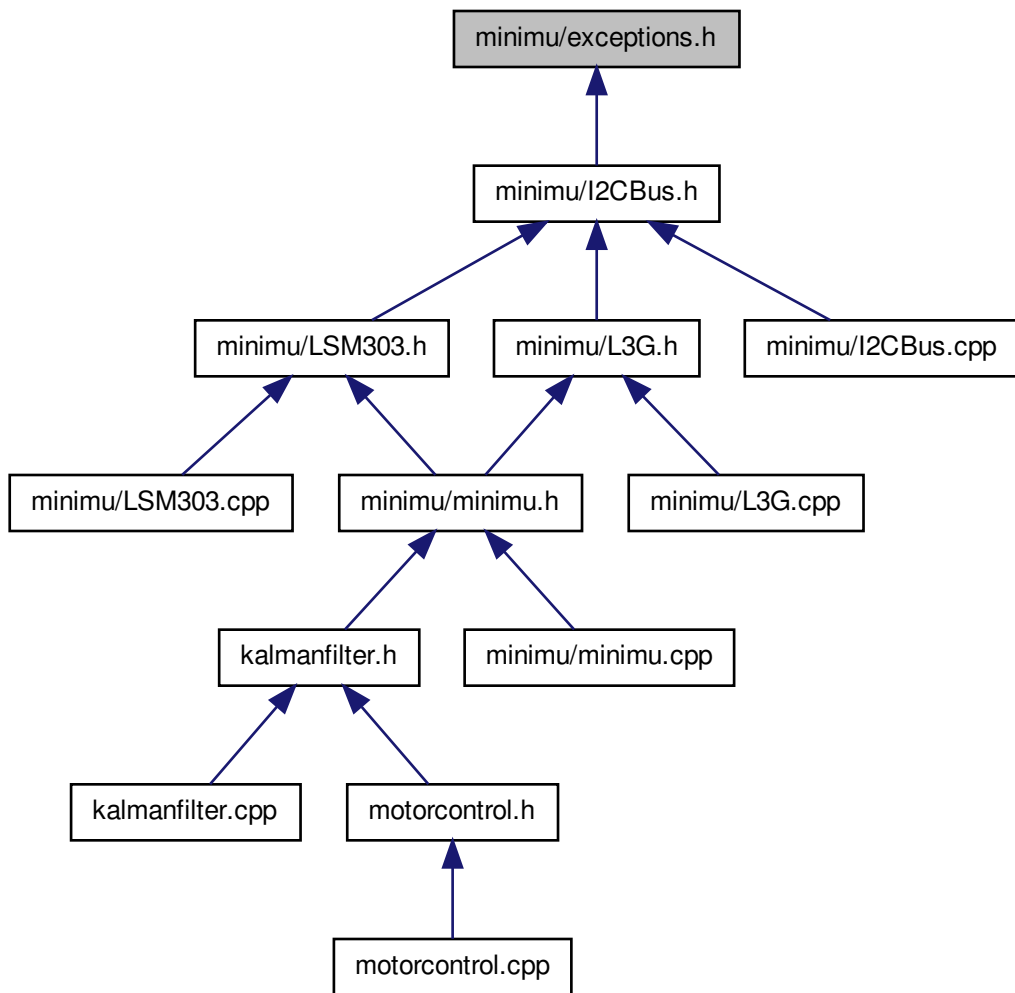 minimu/exceptions.h
minimu/I2CBus.h
minimu/LSM303.h
minimu/L3G.h
minimu/I2CBus.cpp
minimu/LSM303.cpp
minimu/minimu.h
minimu/L3G.cpp
kalmanfilter.h
minimu/minimu.cpp
kalmanfilter.cpp
motorcontrol.h
motorcontrol.cpp